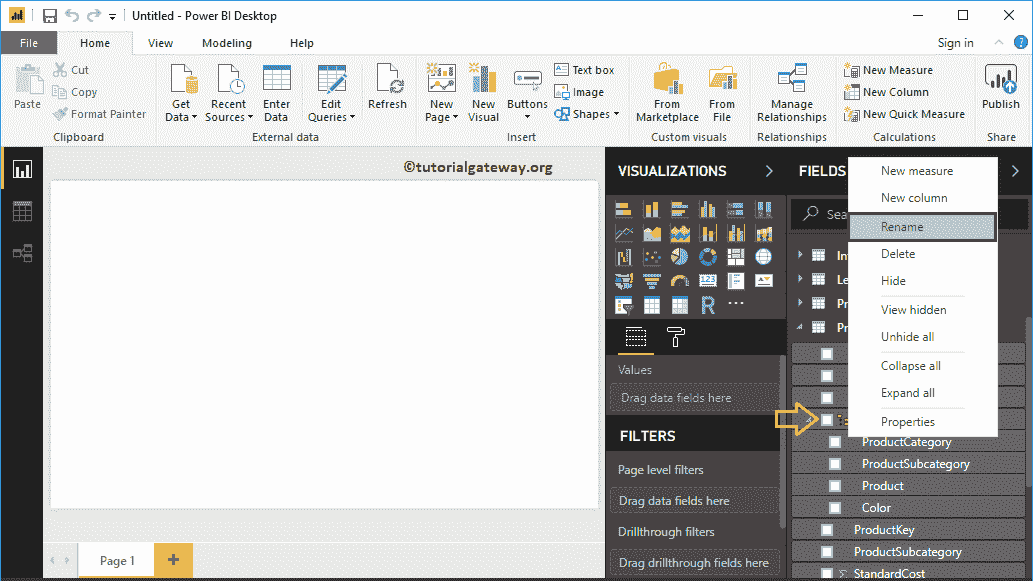 Untitled - Power BI Desktop
File Home View Modeling Help Sign in
Paste
Cut
Copy
Format Painter
Clipboard
Get Data
Recent Sources
Enter Data
Edit Queries
External data
Refresh
New Page
New Visual
Buttons
Text box
Image
Shapes
Insert
From Marketplace
From File
Custom visuals
Manage Relationships
Relationships
New Measure
New Column
New Quick Measure
Calculations
Publish
Share
©tutorialgateway.org
VISUALIZATIONS
123
R
Values
Drag data fields here
FILTERS
Page level filters
Drag data fields here
Drillthrough filters
Drag drillthrough fields here
FIELDS
New measure
New column
Rename
Delete
Hide
View hidden
Unhide all
Collapse all
Expand all
Properties
ProductCategory
ProductSubcategory
Product
Color
ProductKey
ProductSubcategory
Σ StandardCost
Page 1 +